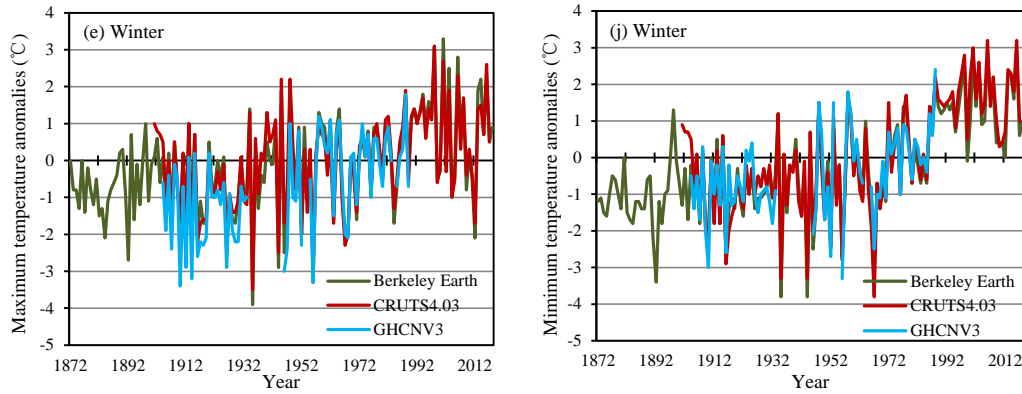 (e) Winter
Maximum temperature anomalies (℃)
4
3
2
1
0
-1
-2
-3
-4
-5
Berkeley Earth
CRUTS4.03
GHCNV3
1872 1892 1912 1932 1952 1972 1992 2012
Year
(j) Winter
Minimum temperature anomalies (℃)
4
3
2
1
0
-1
-2
-3
-4
-5
Berkeley Earth
CRUTS4.03
GHCNV3
1872 1892 1912 1932 1952 1972 1992 2012
Year